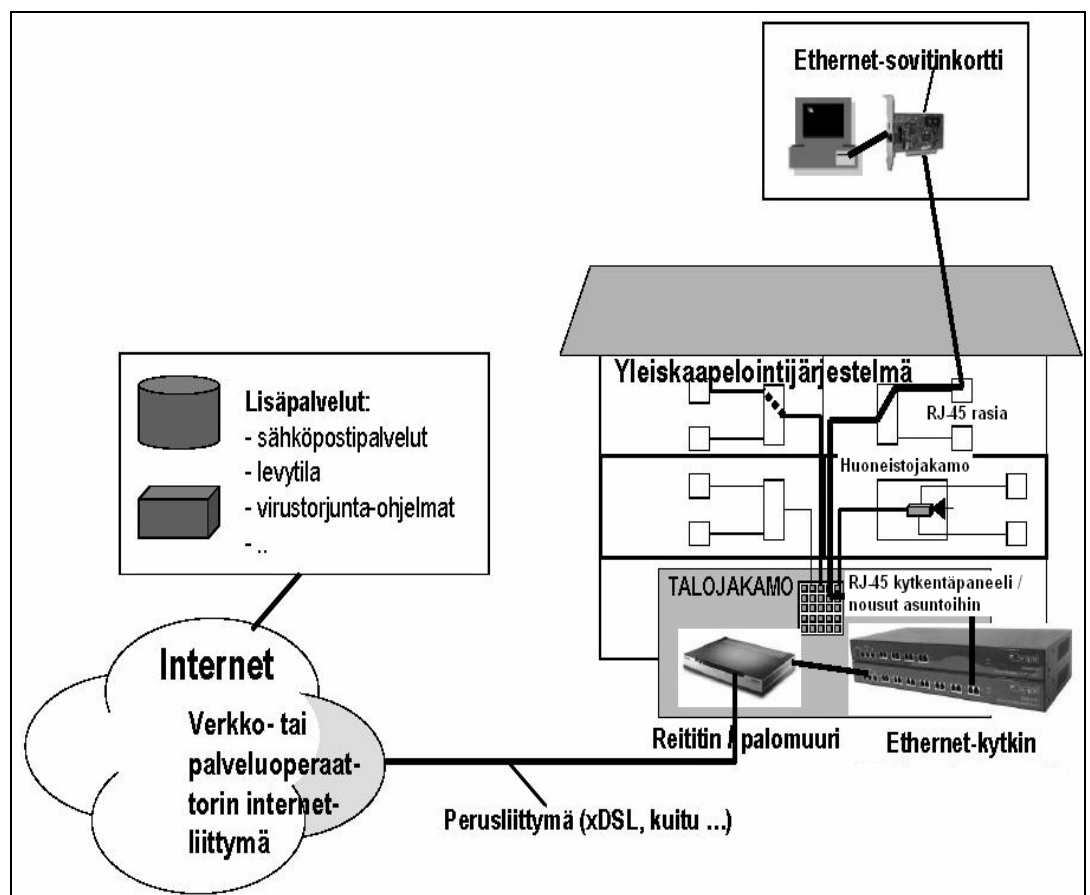 Ethernet-sovitinkortti
Yleiskaapelointijärjestelmä
RJ-45 rasia
Huoneistojakamo
Lisäpalvelut:
- sähköpostipalvelut
- levytila
- virustorjunta-ohjelmat
- ..
TALOJAKAMO
RJ-45 kytkentäpaneeli /
nousut asuntoihin
Internet
Verkko- tai
palveluoperaat-
torin internet-
liittymä
Reititin / palomuuri
Ethernet-kytkin
Perusliittymä (xDSL, kuitu ...)